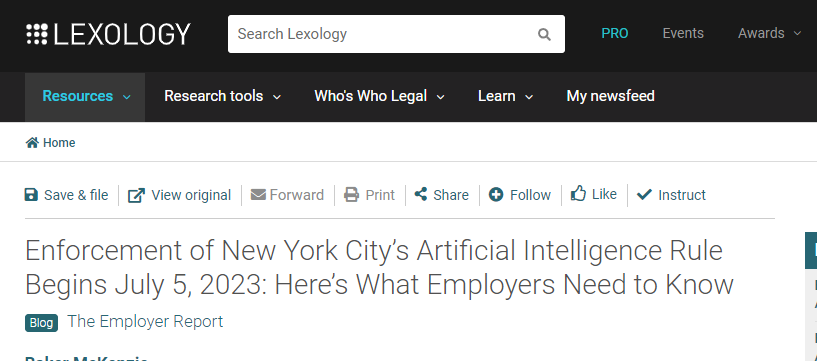 LEXOLOGY
Search Lexology
PRO Events Awards
Resources Research tools Who's Who Legal Learn My newsfeed
Home
Save & file View original Forward Print Share Follow Like Instruct
Enforcement of New York City’s Artificial Intelligence Rule
Begins July 5, 2023: Here’s What Employers Need to Know
Blog The Employer Report
Baker McKenzie